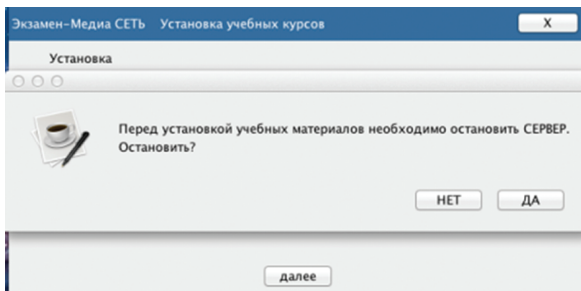 Экзамен-Медиа СЕТЬ Установка учебных курсов X
Установка
Перед установкой учебных материалов необходимо остановить СЕРВЕР.
Остановить?
НЕТ ДА
далее